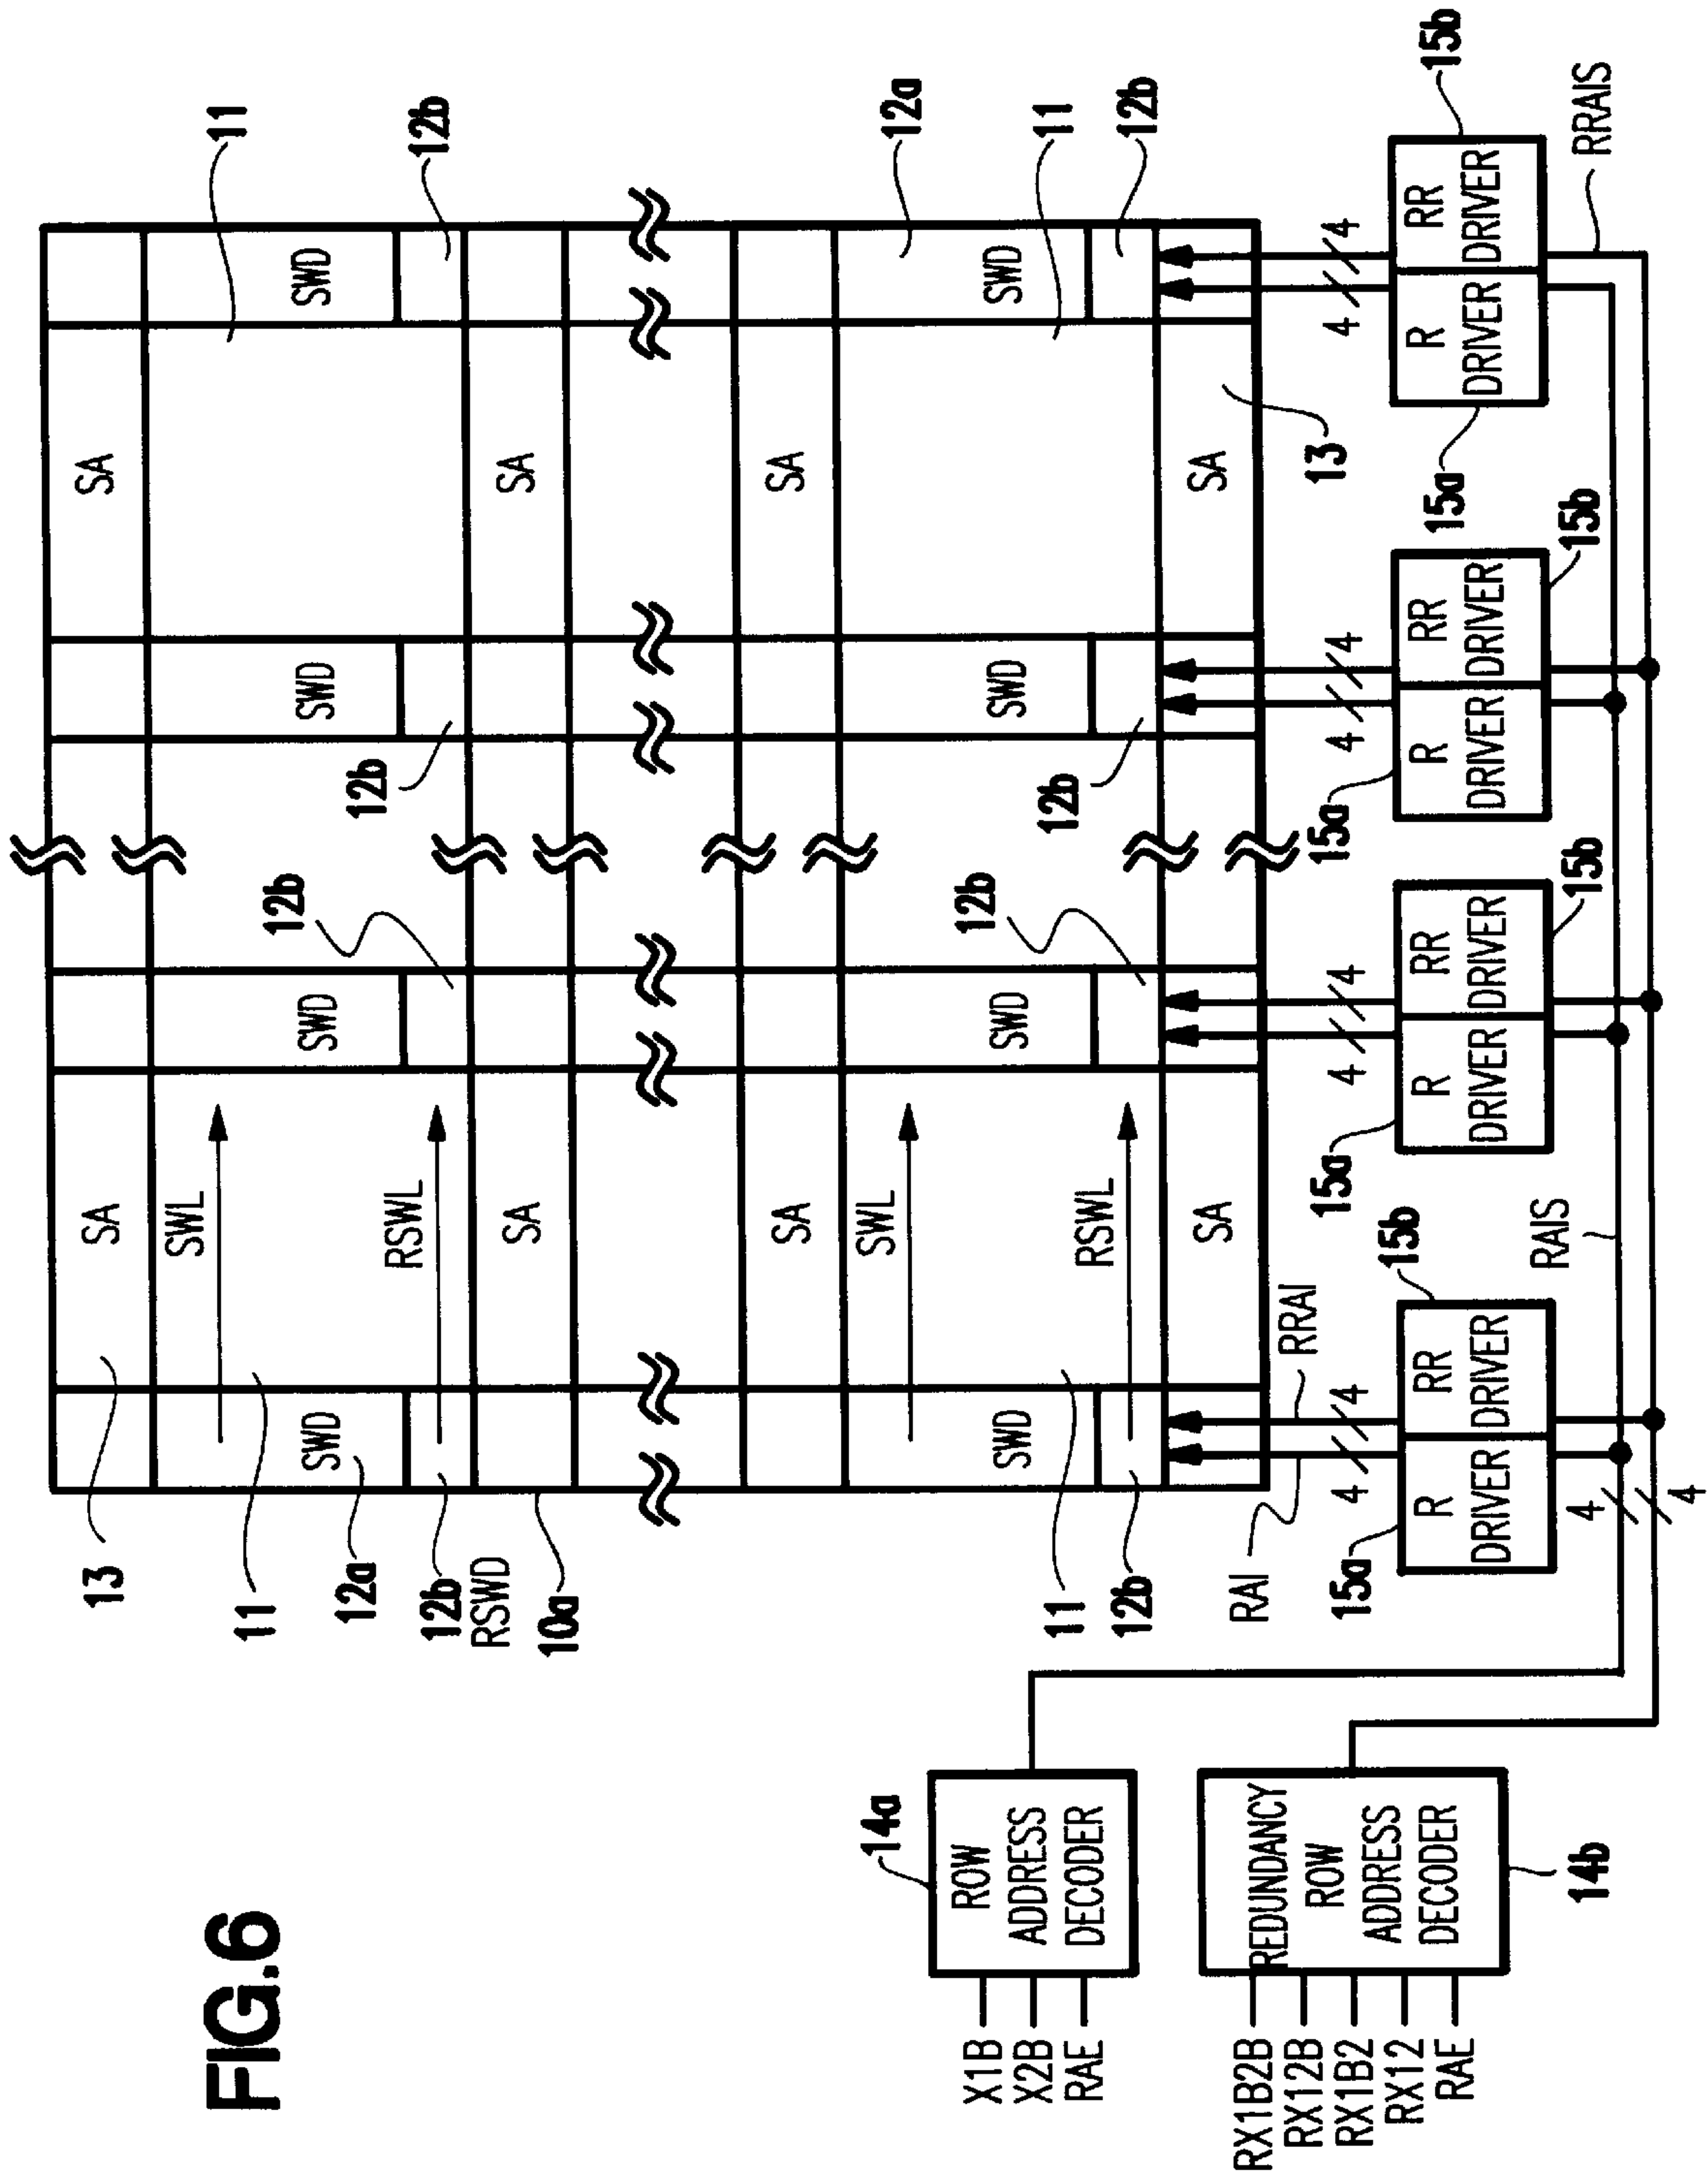 FIG.6
13
SA
SA
SWL
11
11
12b
SWD
SWD
SWD
SWD
12a
12b
RSWL
12b
RSWD
12b
SA
SA
10a
SA
SA
14a
SWL
12a
X1B
X2B
RAE
ROW
ADDRESS
DECODER
12b
SWD
SWD
SWD
SWD
11
12b
11
RSWL
12b
12b
SA
SA
RX1B2B
RX12B
RX1B2
RX12
RAE
REDUNDANCY
ROW
ADDRESS
DECODER
14b
RAI
RRAI
13
4
4
4
4
4
4
4
4
15a
15b
15a
15b
15a
15b
15a
15b
R
DRIVER
RR
DRIVER
R
DRIVER
RR
DRIVER
R
DRIVER
RR
DRIVER
R
DRIVER
RR
DRIVER
4
4
RAIS
RRAIS